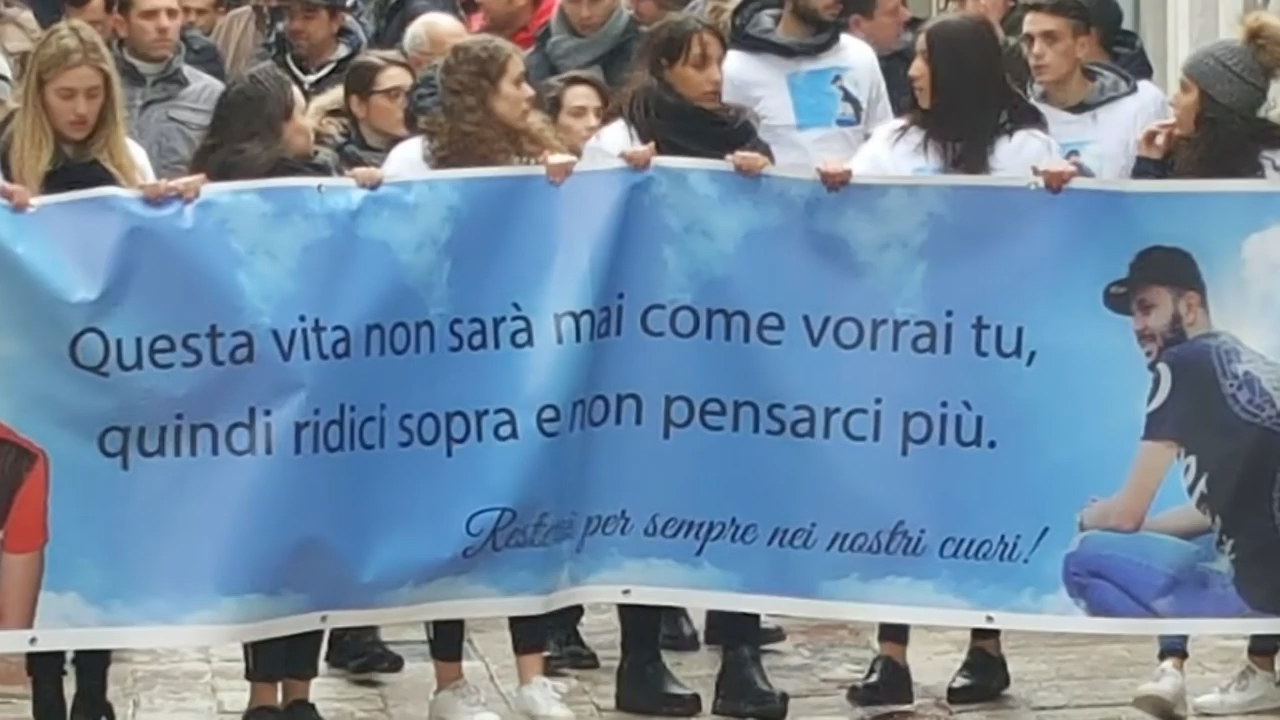 Questa vita non sarà mai come vorrai tu,
quindi ridici sopra e non pensarci più.
per sempre nei nostri cuori!